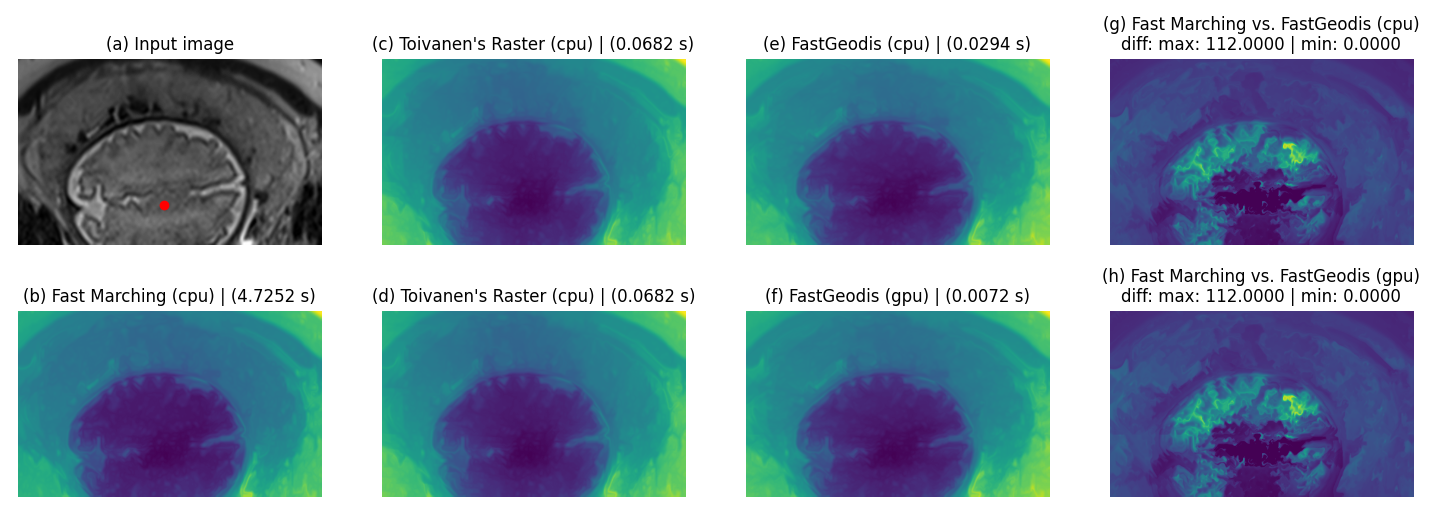 (a) Input image
(c) Toivanen's Raster (cpu) | (0.0682 s)
(e) FastGeodis (cpu) | (0.0294 s)
(g) Fast Marching vs. FastGeodis (cpu)
diff: max: 112.0000 | min: 0.0000
(b) Fast Marching (cpu) | (4.7252 s)
(d) Toivanen's Raster (cpu) | (0.0682 s)
(f) FastGeodis (gpu) | (0.0072 s)
(h) Fast Marching vs. FastGeodis (gpu)
diff: max: 112.0000 | min: 0.0000